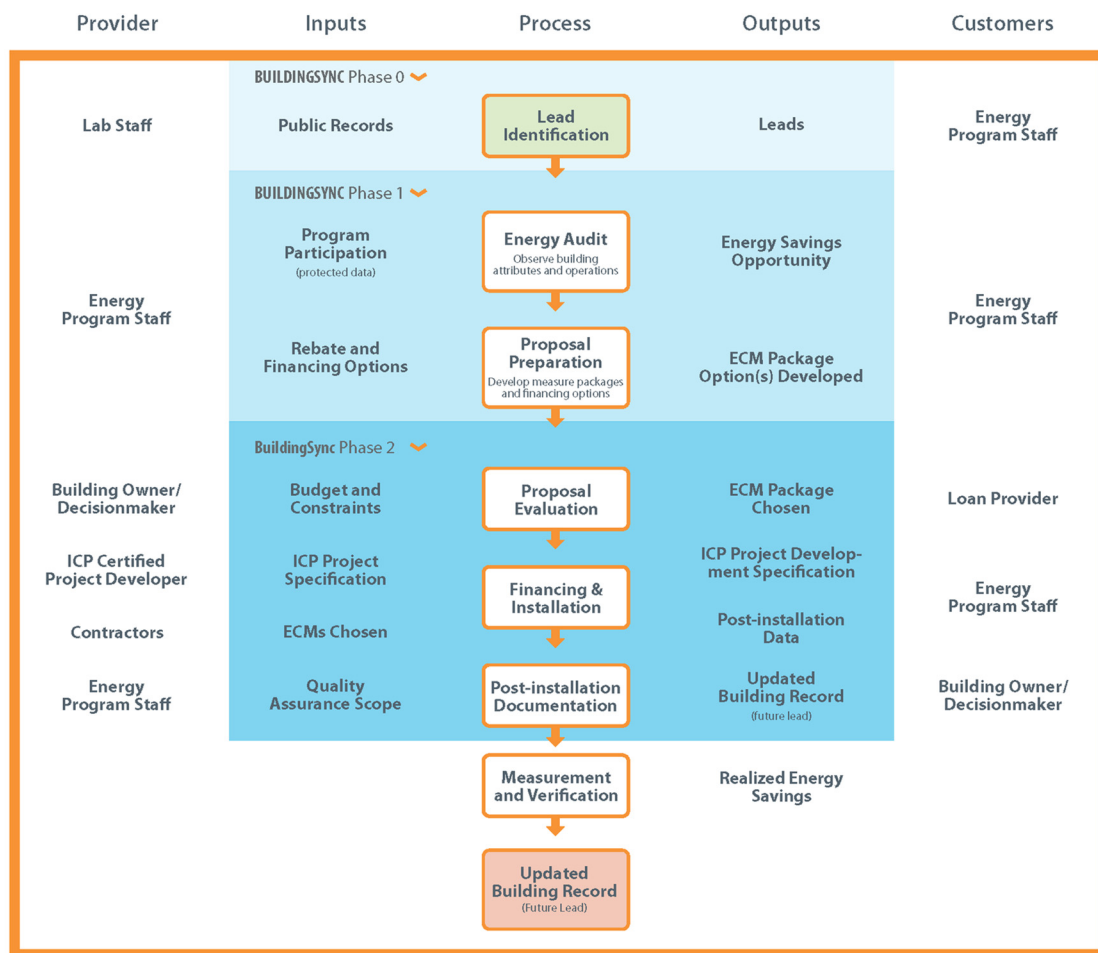 Provider
Inputs
Process
Outputs
Customers
BUILDINGSYNC Phase 0
Lab Staff
Public Records
Lead
Identification
Leads
Energy
Program Staff
BUILDINGSYNC Phase 1
Program
Participation
(protected data)
Energy Audit
Observe building
attributes and operations
Energy Savings
Opportunity
Energy
Program Staff
Energy
Program Staff
Rebate and
Financing Options
Proposal
Preparation
Develop measure packages
and financing options
ECM Package
Option(s) Developed
BuildingSync Phase 2
Building Owner/
Decisionmaker
Budget and
Constraints
Proposal
Evaluation
ECM Package
Chosen
Loan Provider
ICP Certified
Project Developer
ICP Project
Specification
Financing &
Installation
ICP Project Develop-
ment Specification
Energy
Program Staff
Contractors
ECMs Chosen
Post-installation
Data
Energy
Program Staff
Quality
Assurance Scope
Post-installation
Documentation
Updated
Building Record
(future lead)
Building Owner/
Decisionmaker
Measurement
and Verification
Realized Energy
Savings
Updated
Building Record
(Future Lead)